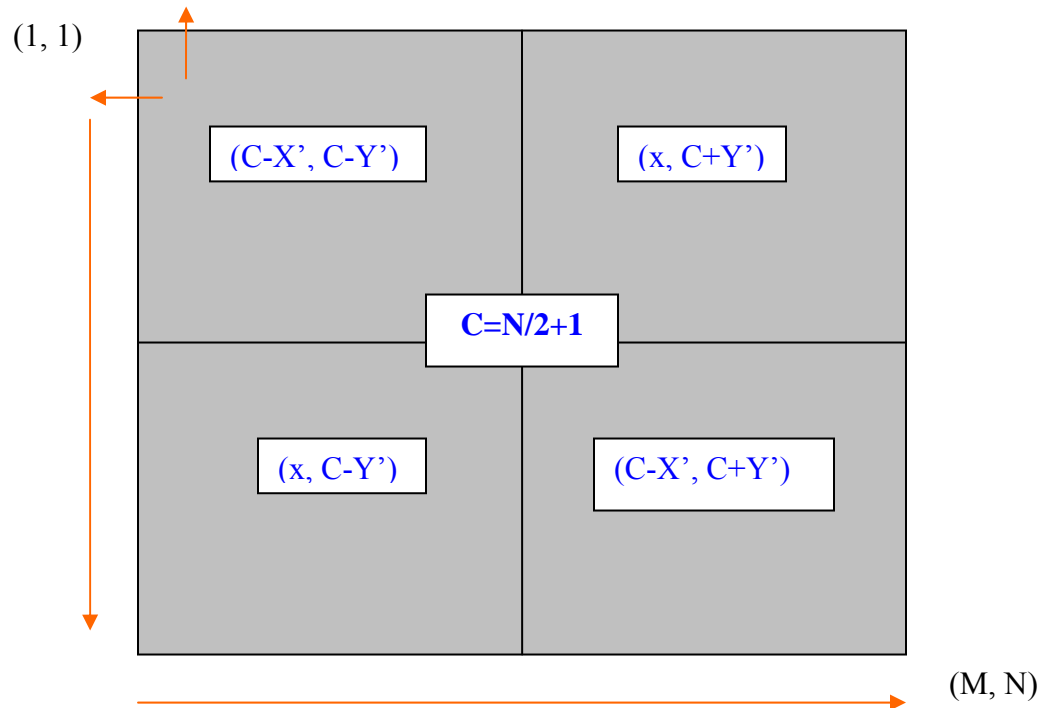 (1, 1)
(C-X’, C-Y’)
(x, C+Y’)
C=N/2+1
(x, C-Y’)
(C-X’, C+Y’)
(M, N)